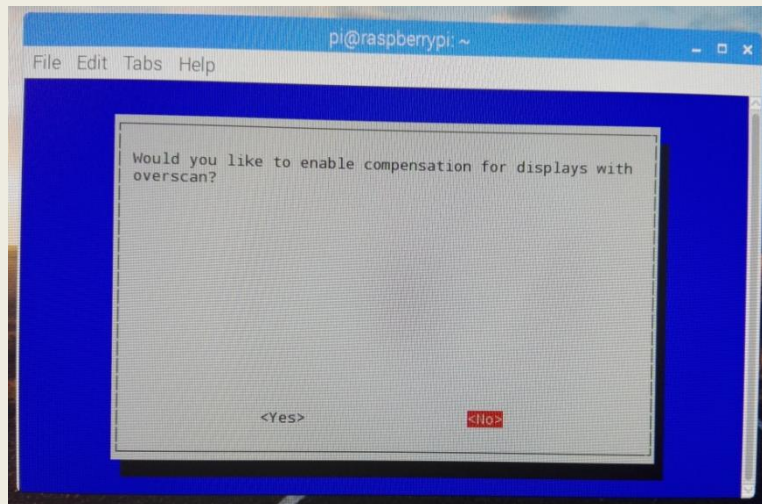 pi@raspberrypi: ~
File Edit Tabs Help
Would you like to enable compensation for displays with
overscan?
<Yes> <No>